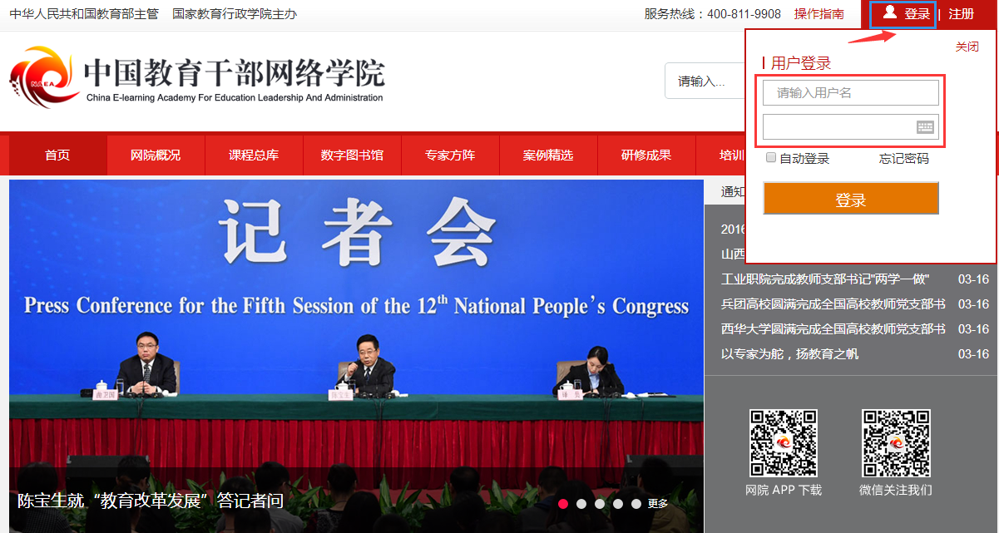 中华人民共和国教育部主管 国家教育行政学院主办
服务热线：400-811-9908 操作指南
登录 | 注册
关闭
用户登录
请输入用户名
自动登录 忘记密码
登录
NAEA
中国教育干部网络学院
China E-learning Academy For Education Leadership And Administration
请输入...
首页 网院概况 课程总库 数字图书馆 专家方阵 案例精选 研修成果 培训
记者会
Press Conference for the Fifth Session of the 12th National People's Congress
陈宝生
陈宝生就“教育改革发展”答记者问
更多
通知
2016
山西
工业职院完成教师支部书记"两学一做" 03-16
兵团高校圆满完成全国高校教师党支部书 03-16
西华大学圆满完成全国高校教师党支部书 03-16
以专家为舵，扬教育之帆 03-16
网院 APP 下载
微信关注我们